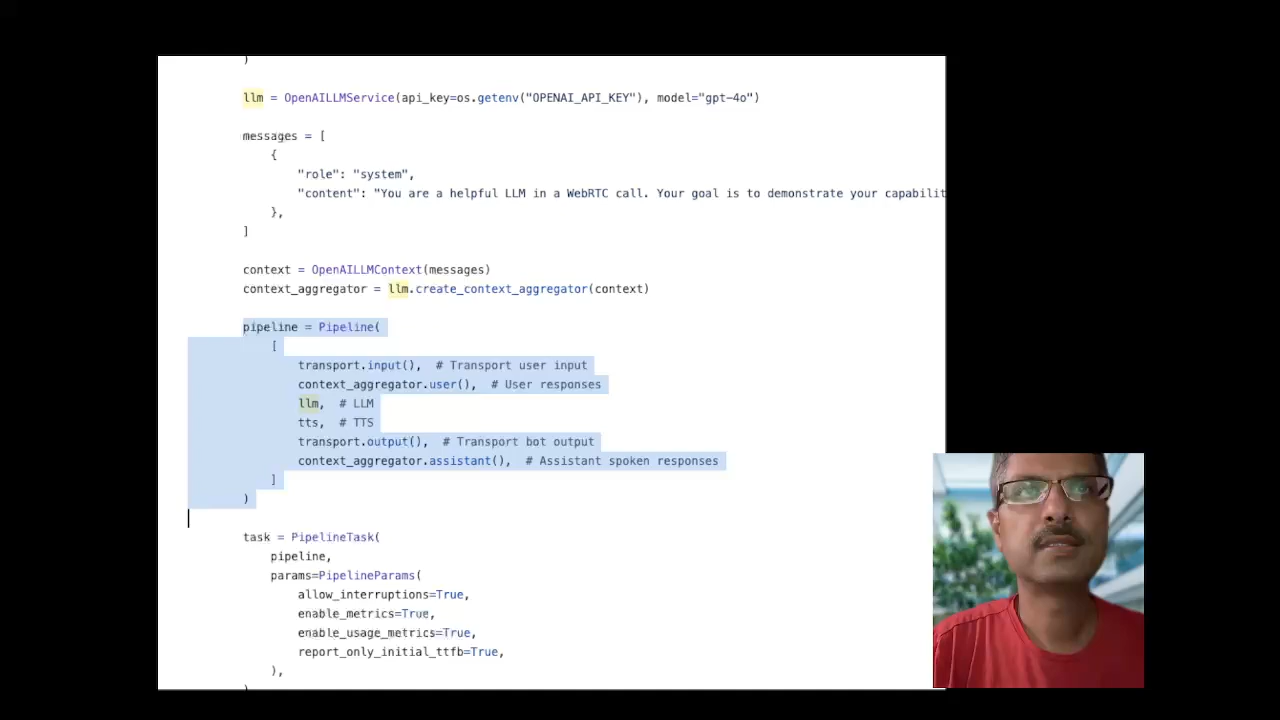 )
llm = OpenAILLMService(api_key=os.getenv("OPENAI_API_KEY"), model="gpt-4o")
messages = [
{
"role": "system",
"content": "You are a helpful LLM in a WebRTC call. Your goal is to demonstrate your capabilit
},
]
context = OpenAILLMContext(messages)
context_aggregator = llm.create_context_aggregator(context)
pipeline = Pipeline(
[
transport.input(), # Transport user input
context_aggregator.user(), # User responses
llm, # LLM
tts, # TTS
transport.output(), # Transport bot output
context_aggregator.assistant(), # Assistant spoken responses
]
)
task = PipelineTask(
pipeline,
params=PipelineParams(
allow_interruptions=True,
enable_metrics=True,
enable_usage_metrics=True,
report_only_initial_ttfb=True,
),
)